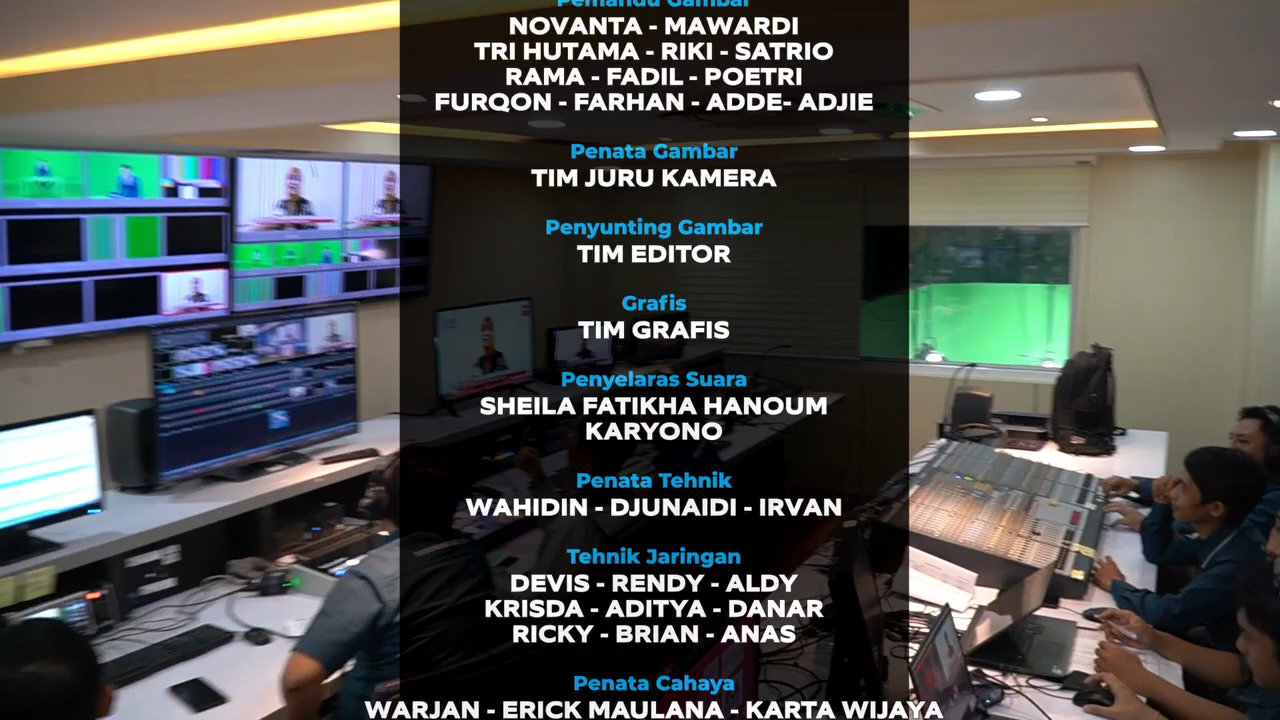 Pemandu Gambar
NOVANTA - MAWARDI
TRI HUTAMA - RIKI - SATRIO
RAMA - FADIL - POETRI
FURQON - FARHAN - ADDE- ADJIE
Penata Gambar
TIM JURU KAMERA
Penyunting Gambar
TIM EDITOR
Grafis
TIM GRAFIS
Penyelaras Suara
SHEILA FATIKHA HANOUM
KARYONO
Penata Tehnik
WAHIDIN - DJUNAIDI - IRVAN
Tehnik Jaringan
DEVIS - RENDY - ALDY
KRISDA - ADITYA - DANAR
RICKY - BRIAN - ANAS
Penata Cahaya
WARJAN - ERICK MAULANA - KARTA WIJAYA